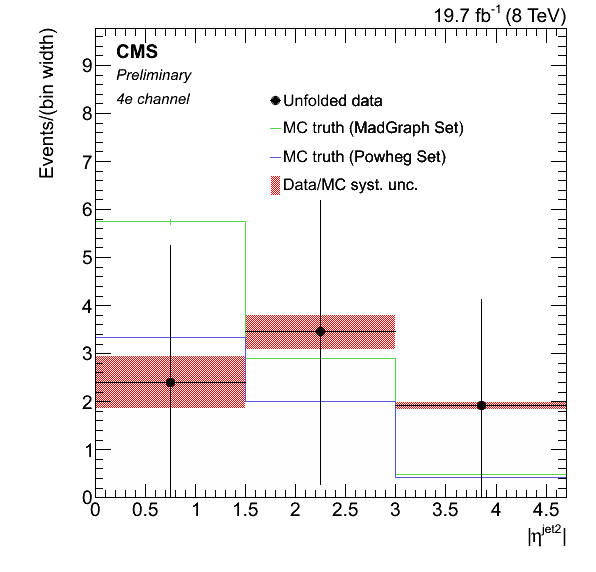 19.7 fb⁻¹ (8 TeV)
Events/(bin width)
CMS
Preliminary
4e channel
Unfolded data
MC truth (MadGraph Set)
MC truth (Powheg Set)
Data/MC syst. unc.
9
8
7
6
5
4
3
2
1
0
0 0.5 1 1.5 2 2.5 3 3.5 4 4.5
|η^jet2|